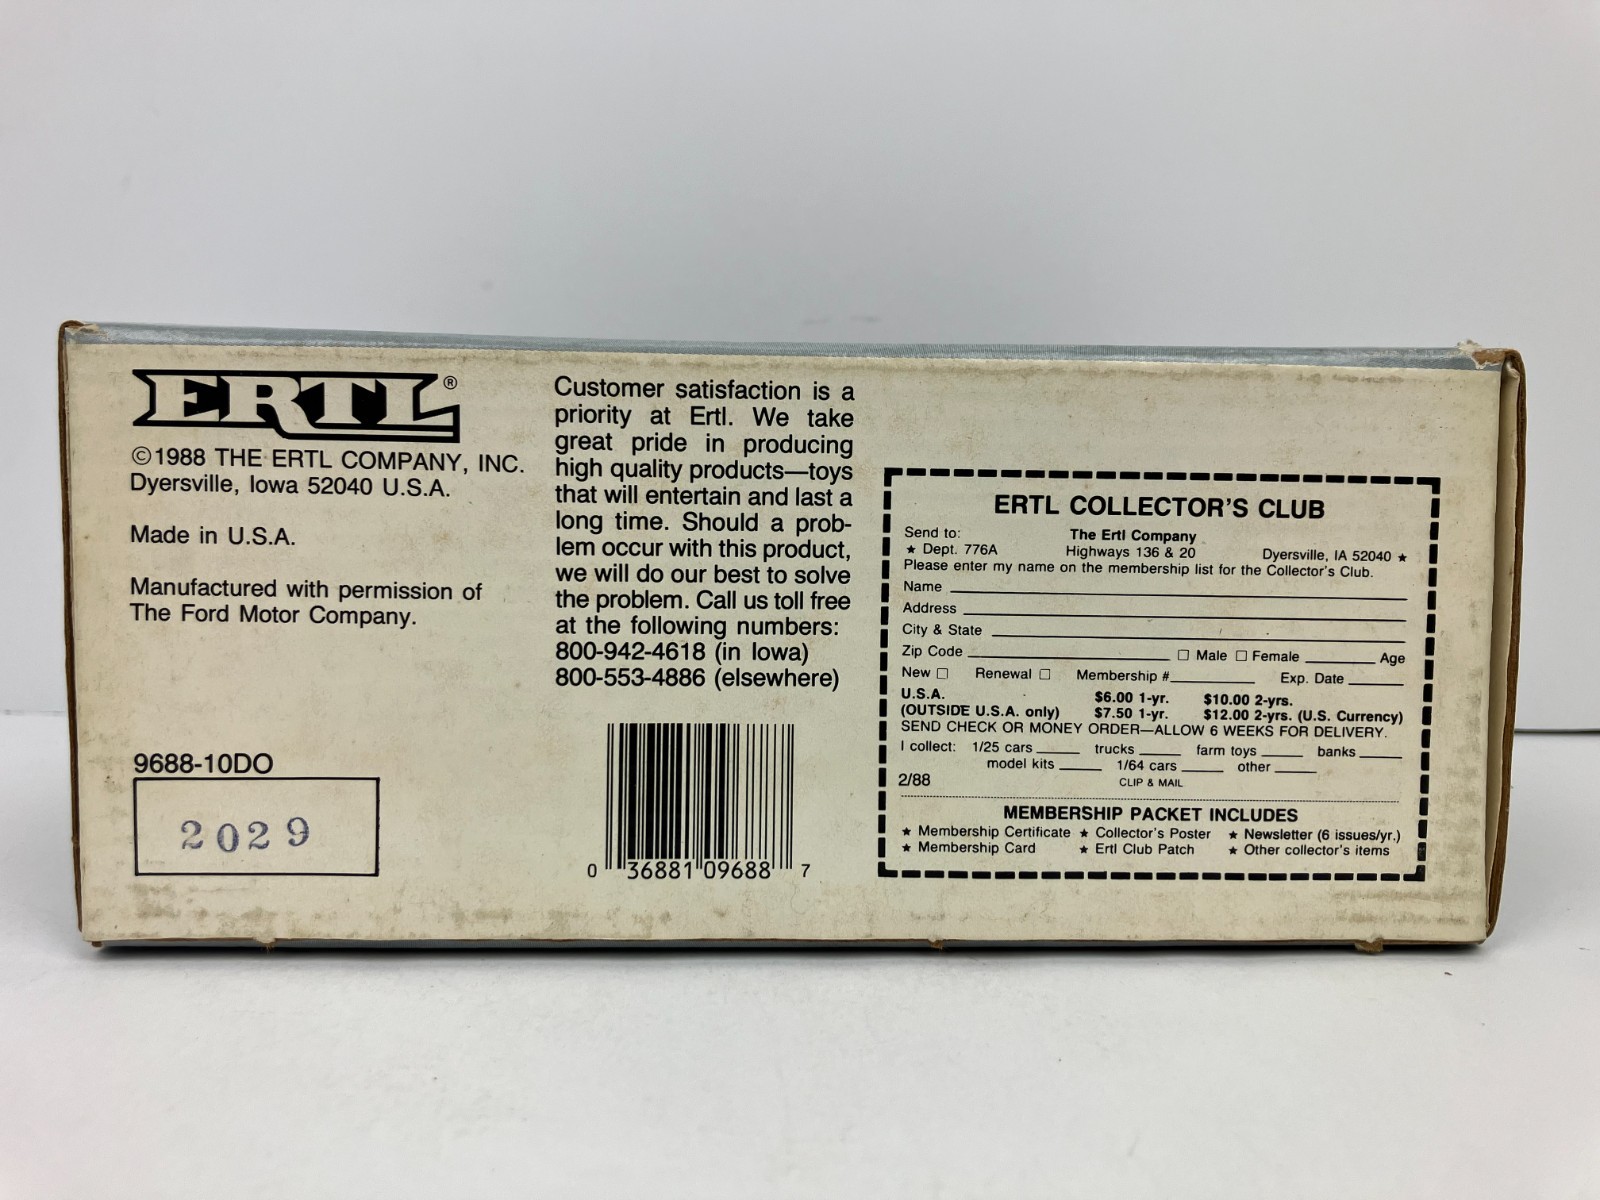 ERTL®
©1988 THE ERTL COMPANY, INC.
Dyersville, Iowa 52040 U.S.A.
Made in U.S.A.
Manufactured with permission of
The Ford Motor Company.
9688-10DO
2029
Customer satisfaction is a
priority at Ertl. We take
great pride in producing
high quality products—toys
that will entertain and last a
long time. Should a prob-
lem occur with this product,
we will do our best to solve
the problem. Call us toll free
at the following numbers:
800-942-4618 (in Iowa)
800-553-4886 (elsewhere)
0 36881 09688 7
ERTL COLLECTOR'S CLUB
Send to: The Ertl Company
★ Dept. 776A Highways 136 & 20 Dyersville, IA 52040 ★
Please enter my name on the membership list for the Collector's Club.
Name
Address
City & State
Zip Code □ Male □ Female Age
New □ Renewal □ Membership # Exp. Date
U.S.A. $6.00 1-yr. $10.00 2-yrs.
(OUTSIDE U.S.A. only) $7.50 1-yr. $12.00 2-yrs. (U.S. Currency)
SEND CHECK OR MONEY ORDER—ALLOW 6 WEEKS FOR DELIVERY.
I collect: 1/25 cars trucks farm toys banks
model kits 1/64 cars other
2/88 CLIP & MAIL
MEMBERSHIP PACKET INCLUDES
★ Membership Certificate ★ Collector's Poster ★ Newsletter (6 issues/yr.)
★ Membership Card ★ Ertl Club Patch ★ Other collector's items